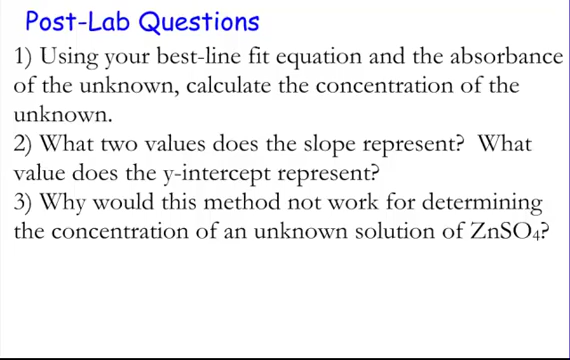 Post-Lab Questions
1) Using your best-line fit equation and the absorbance
of the unknown, calculate the concentration of the
unknown.
2) What two values does the slope represent?  What
value does the y-intercept represent?
3) Why would this method not work for determining
the concentration of an unknown solution of ZnSO₄?